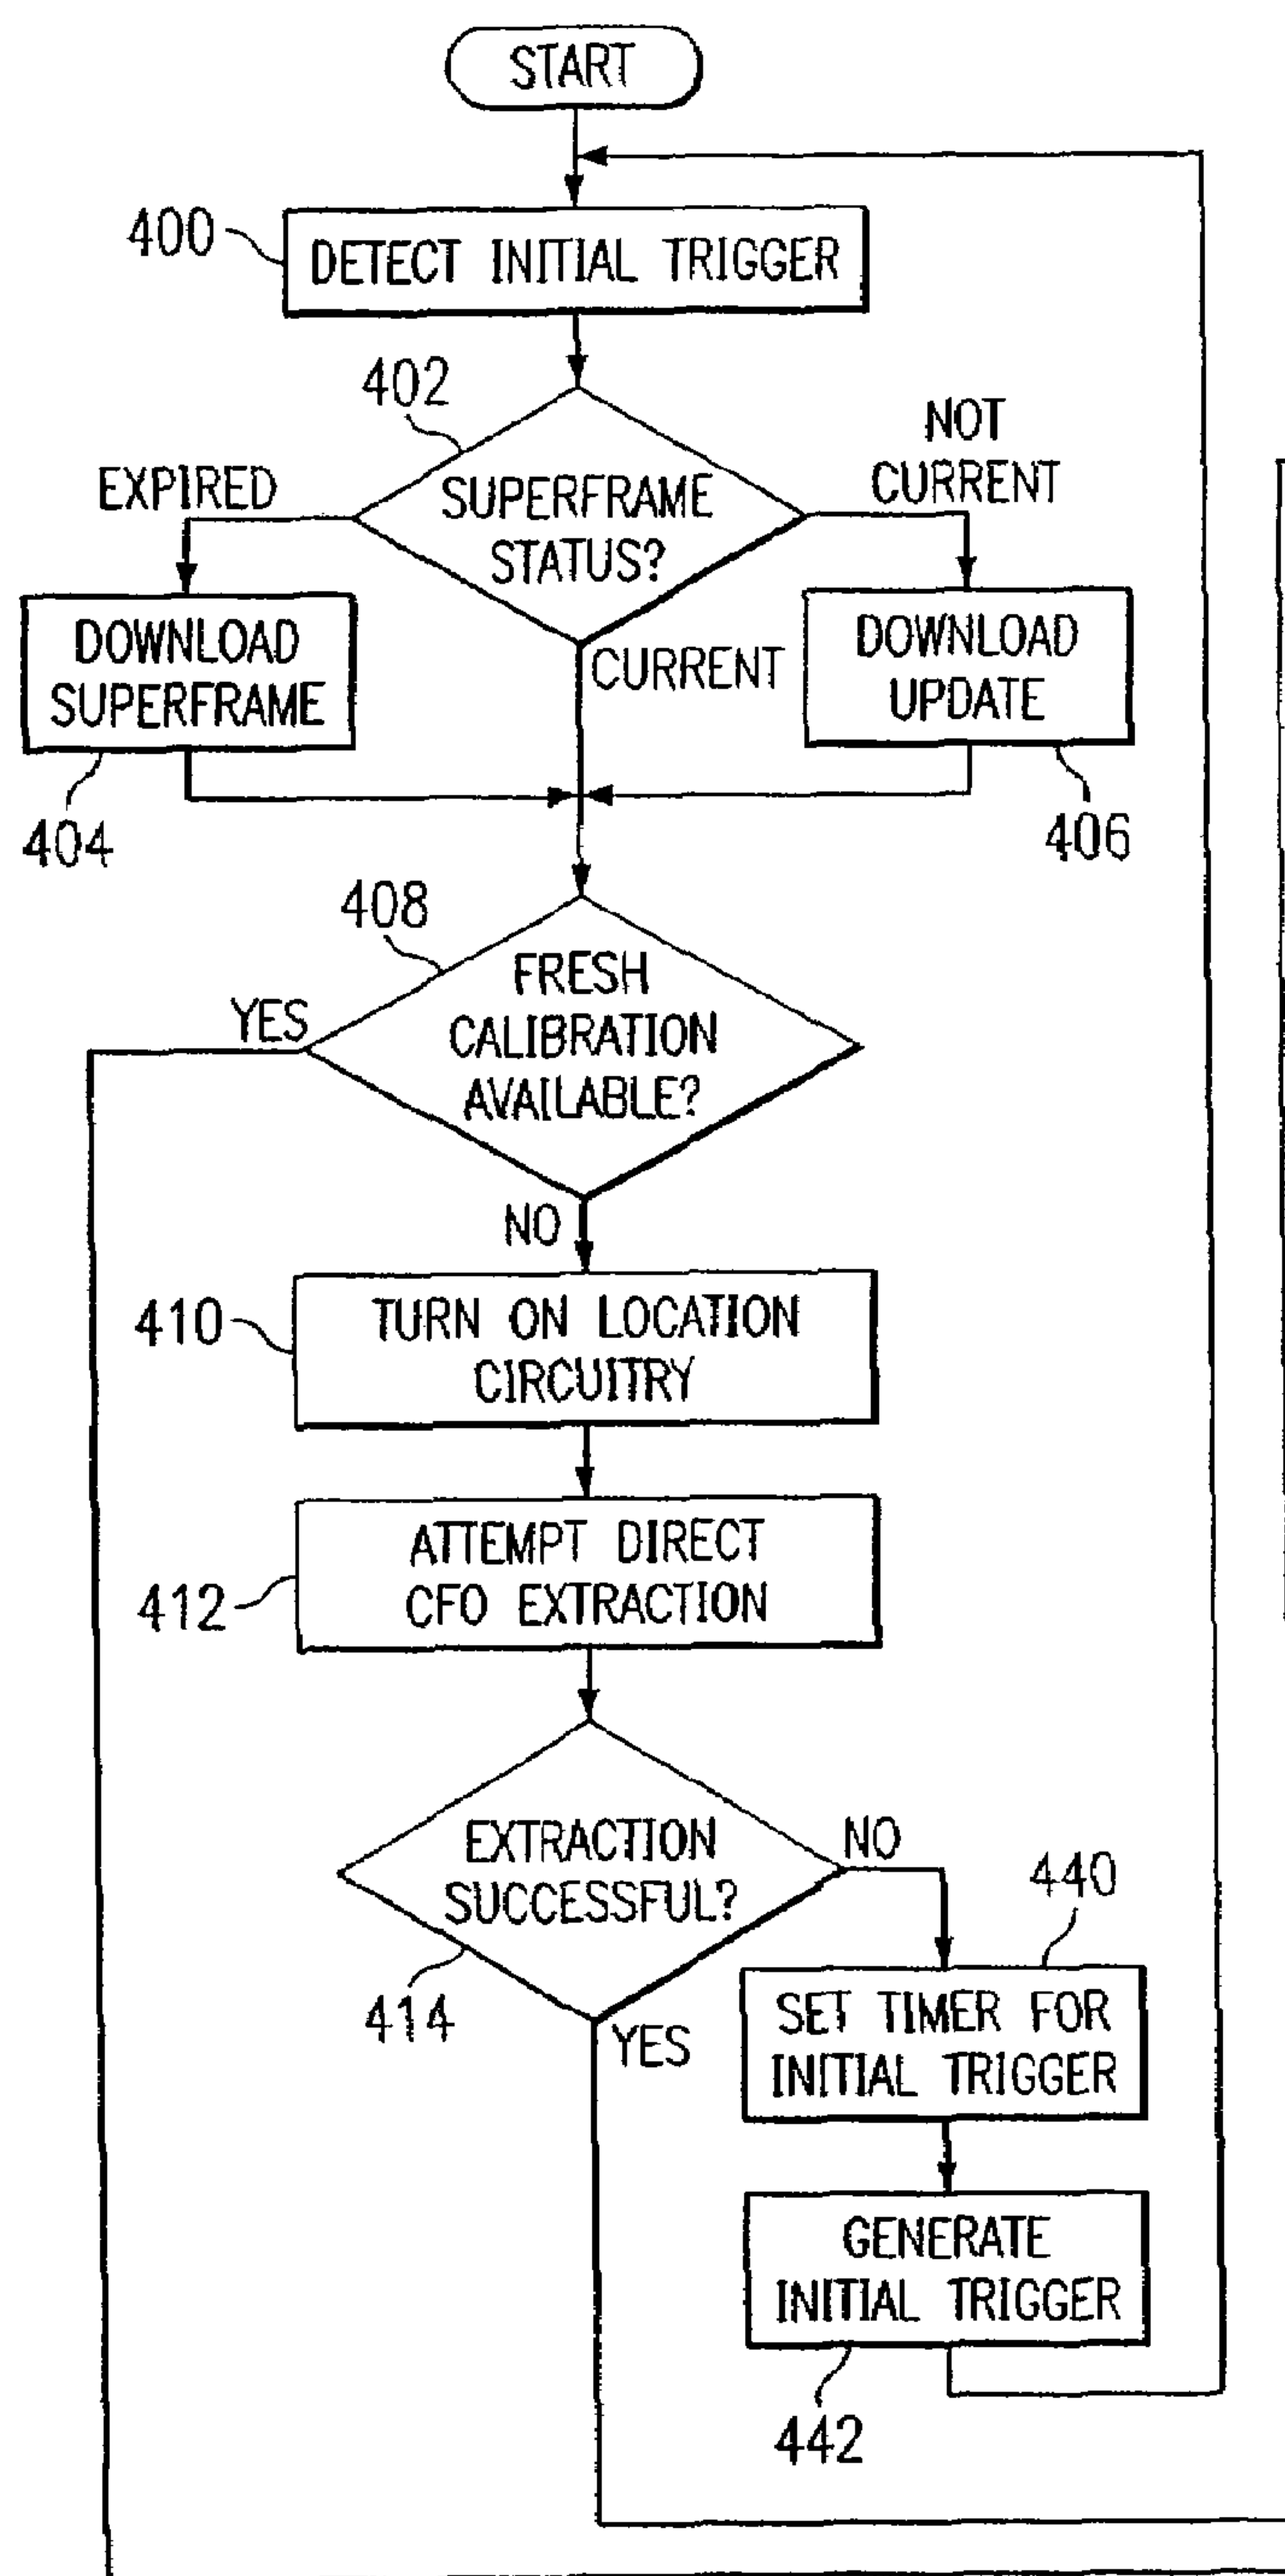 START
400
DETECT INITIAL TRIGGER
402
EXPIRED
NOT
CURRENT
SUPERFRAME
STATUS?
DOWNLOAD
SUPERFRAME
CURRENT
DOWNLOAD
UPDATE
404
406
408
YES
FRESH
CALIBRATION
AVAILABLE?
NO
410
TURN ON LOCATION
CIRCUITRY
412
ATTEMPT DIRECT
CFO EXTRACTION
EXTRACTION
SUCCESSFUL?
NO
414
YES
440
SET TIMER FOR
INITIAL TRIGGER
GENERATE
INITIAL TRIGGER
442